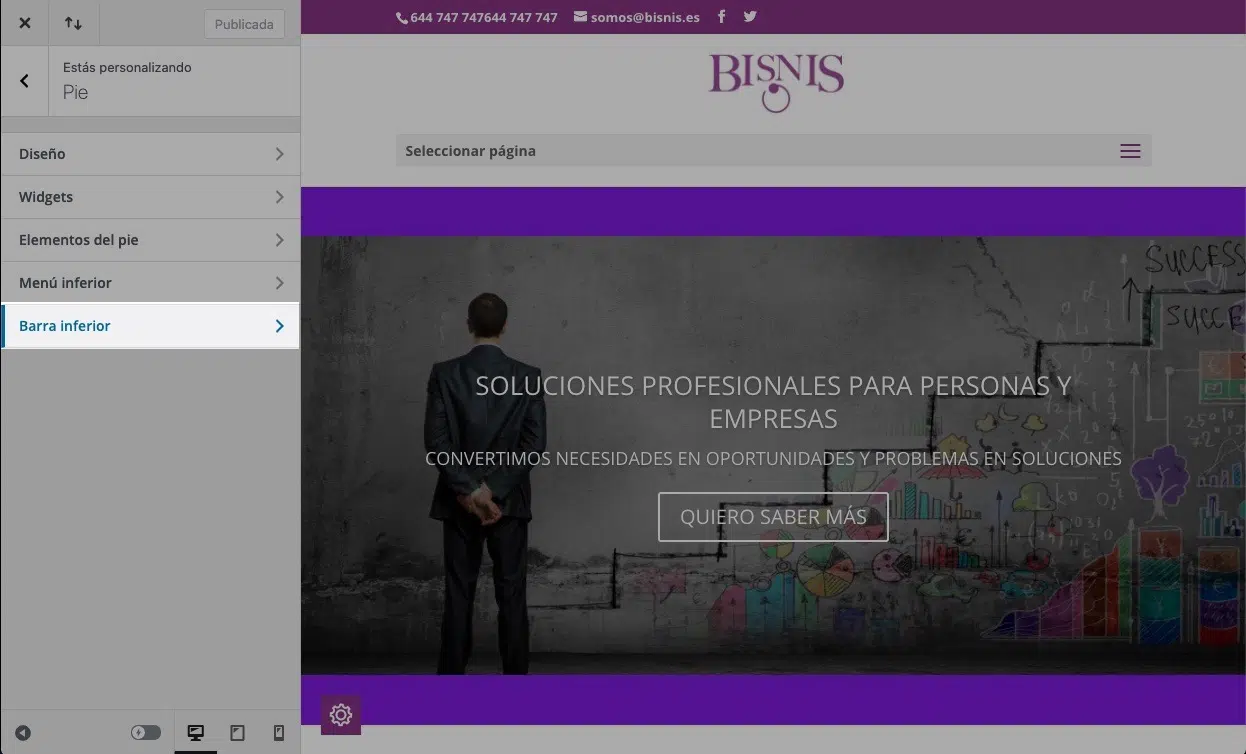 Publicada
Estás personalizando
Pie
Diseño
Widgets
Elementos del pie
Menú inferior
Barra inferior
644 747 747644 747 747 somos@bisnis.es
BISNIS
Seleccionar página
SUCCESS
SUCCE
SOLUCIONES PROFESIONALES PARA PERSONAS Y
EMPRESAS
CONVERTIMOS NECESIDADES EN OPORTUNIDADES Y PROBLEMAS EN SOLUCIONES
QUIERO SABER MÁS